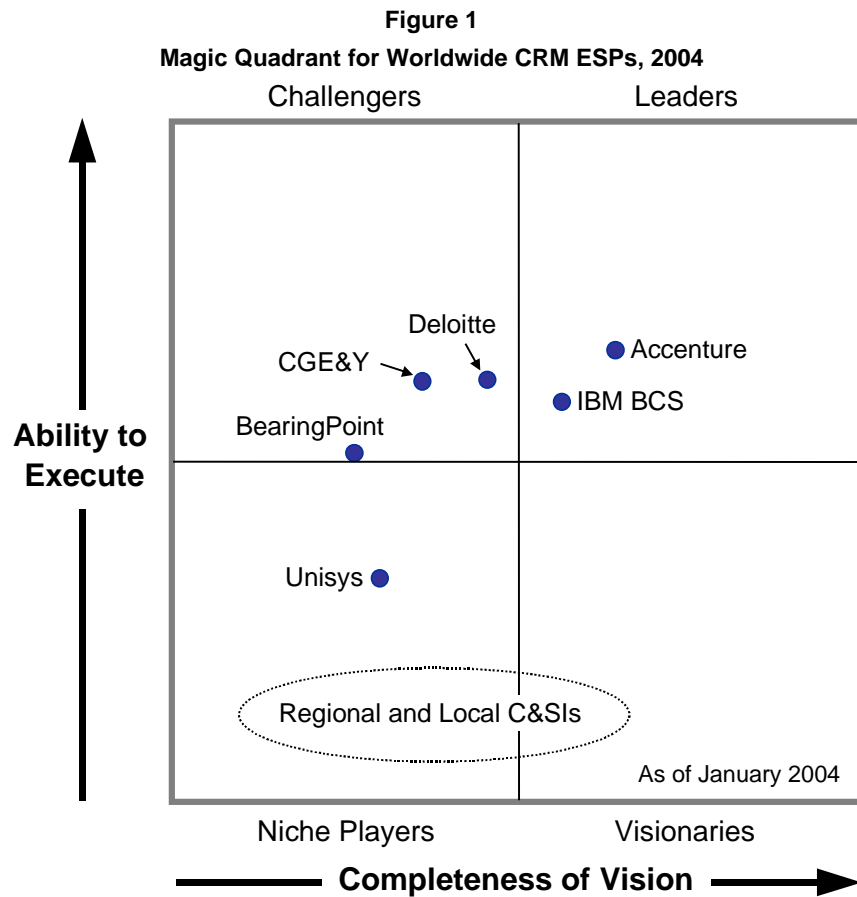 Figure 1
Magic Quadrant for Worldwide CRM ESPs, 2004
Challengers
Leaders
Deloitte
CGE&Y
Accenture
IBM BCS
BearingPoint
Ability to
Execute
Unisys
Regional and Local C&SIs
As of January 2004
Niche Players
Visionaries
Completeness of Vision